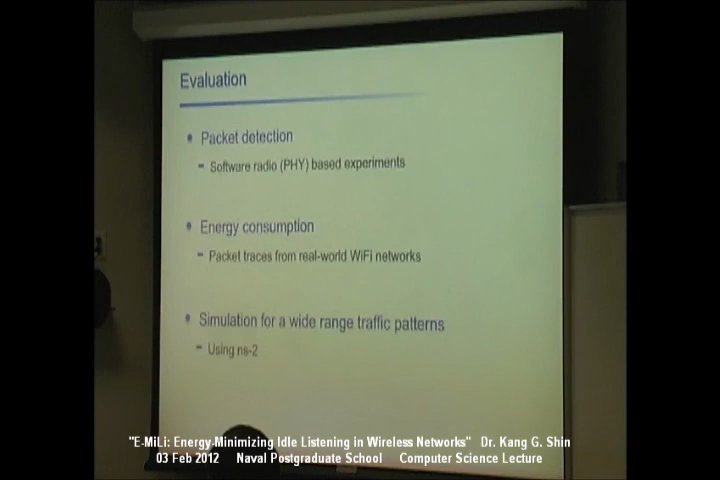 Evaluation
Packet detection
Software radio (PHY) based experiments
Energy consumption
Packet traces from real-world WiFi networks
Simulation for a wide range traffic patterns
Using ns-2
"E-MiLi: Energy-Minimizing Idle Listening in Wireless Networks" Dr. Kang G. Shin
03 Feb 2012 Naval Postgraduate School Computer Science Lecture